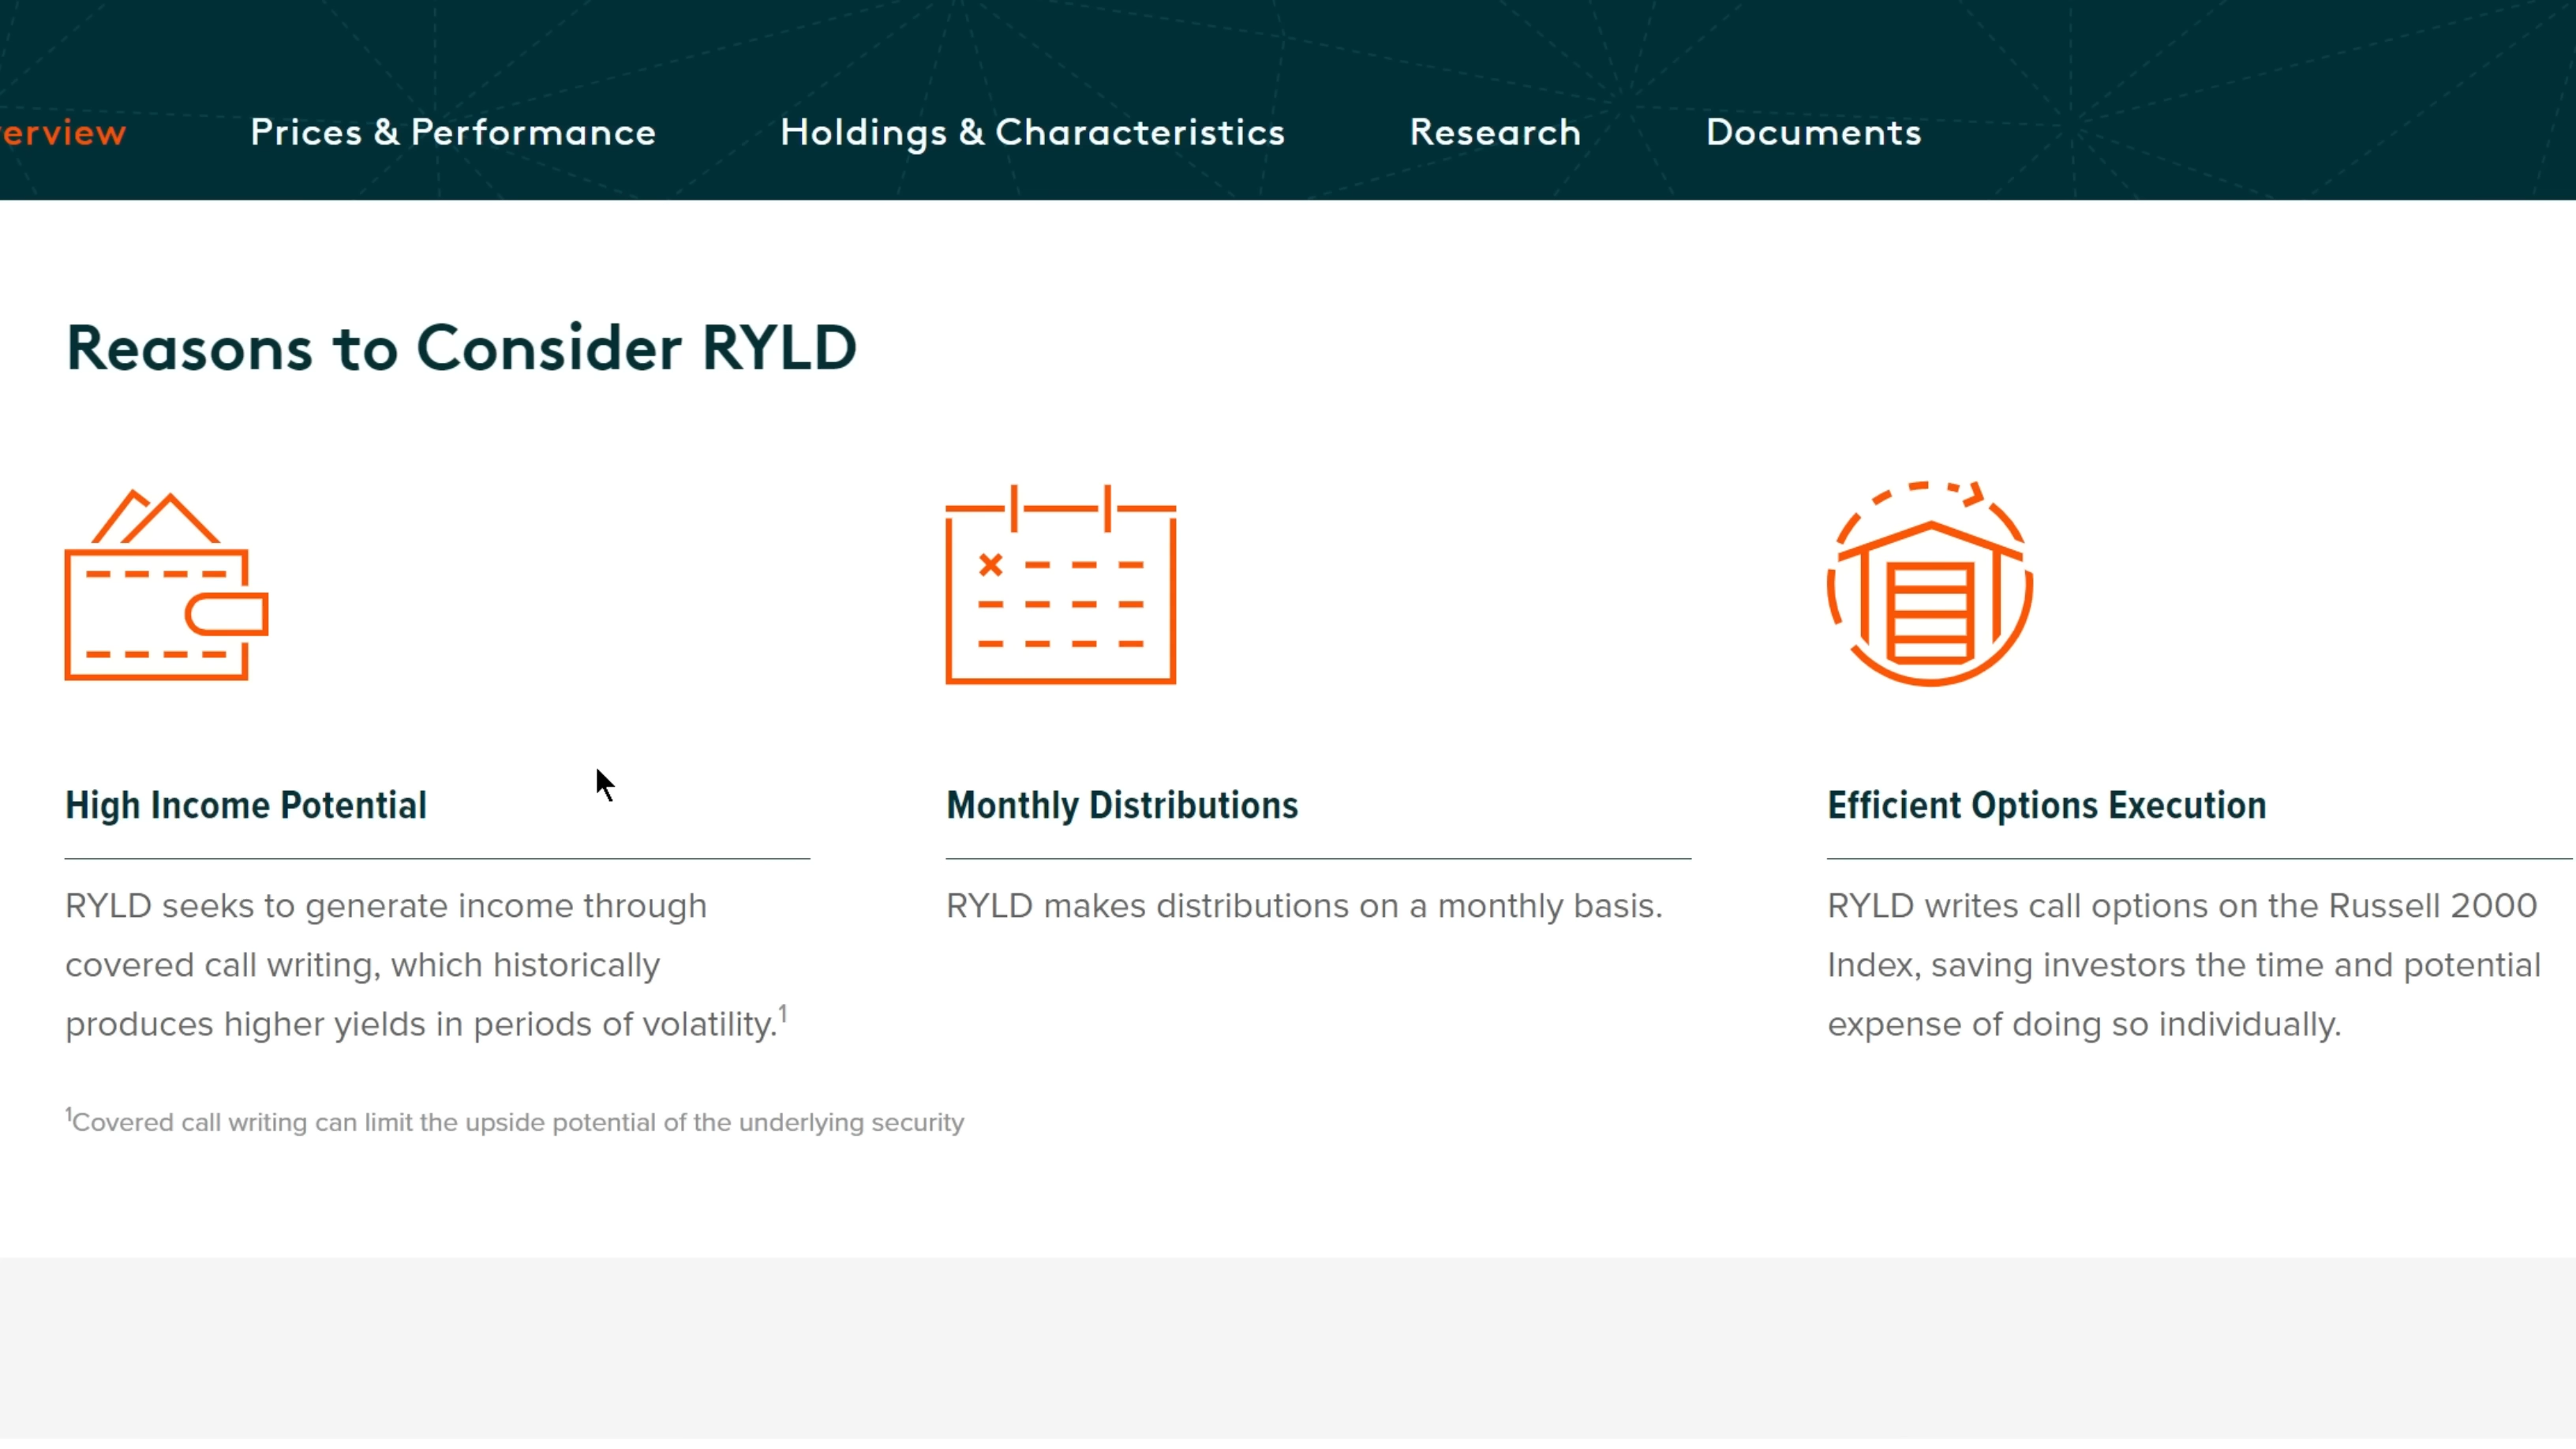 erview Prices & Performance Holdings & Characteristics Research Documents
Reasons to Consider RYLD
High Income Potential
RYLD seeks to generate income through
covered call writing, which historically
produces higher yields in periods of volatility.1
Monthly Distributions
RYLD makes distributions on a monthly basis.
Efficient Options Execution
RYLD writes call options on the Russell 2000
Index, saving investors the time and potential
expense of doing so individually.
1Covered call writing can limit the upside potential of the underlying security